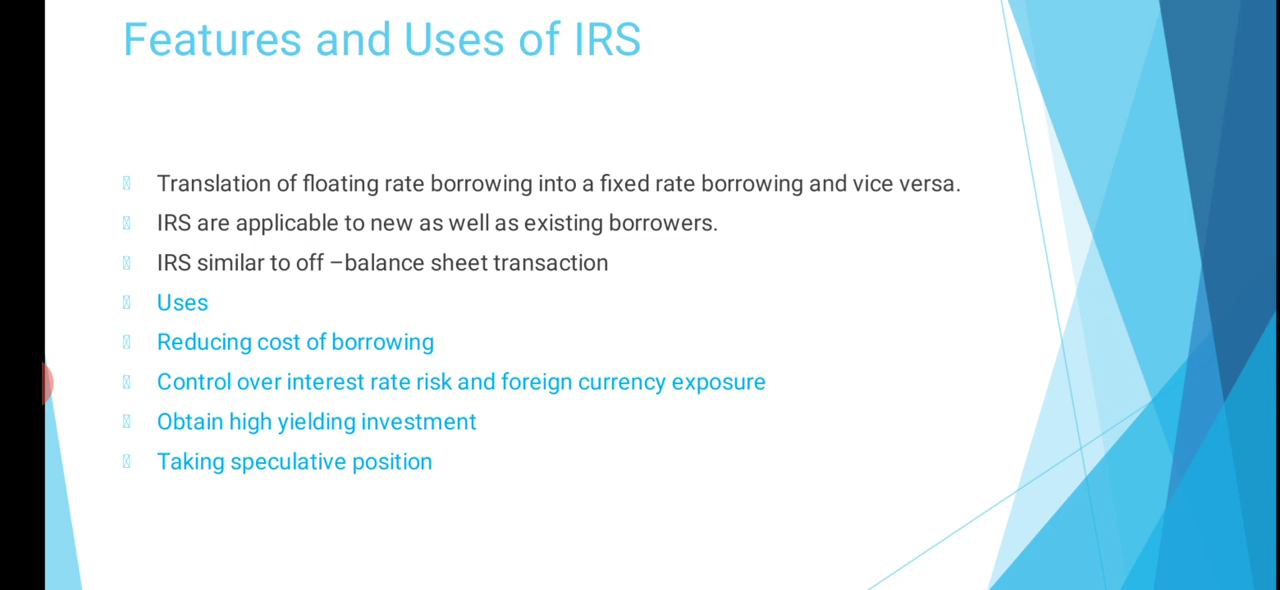 Features and Uses of IRS
Translation of floating rate borrowing into a fixed rate borrowing and vice versa.
IRS are applicable to new as well as existing borrowers.
IRS similar to off –balance sheet transaction
Uses
Reducing cost of borrowing
Control over interest rate risk and foreign currency exposure
Obtain high yielding investment
Taking speculative position